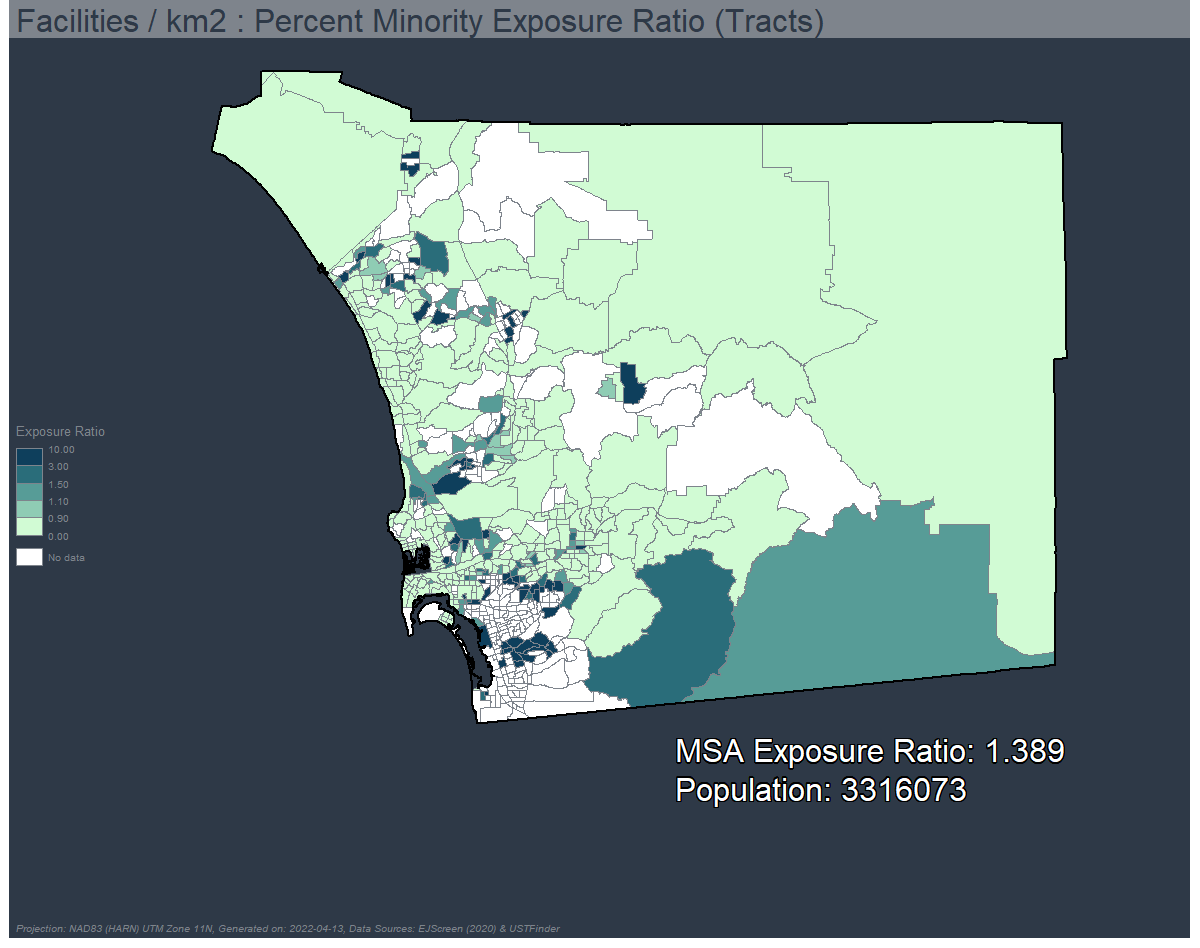 Facilities / km2 : Percent Minority Exposure Ratio (Tracts)
Exposure Ratio
10.00
3.00
1.50
1.10
0.90
0.00
No data
MSA Exposure Ratio: 1.389
Population: 3316073
Projection: NAD83 (HARN) UTM Zone 11N, Generated on: 2022-04-13, Data Sources: EJScreen (2020) & USTFinder